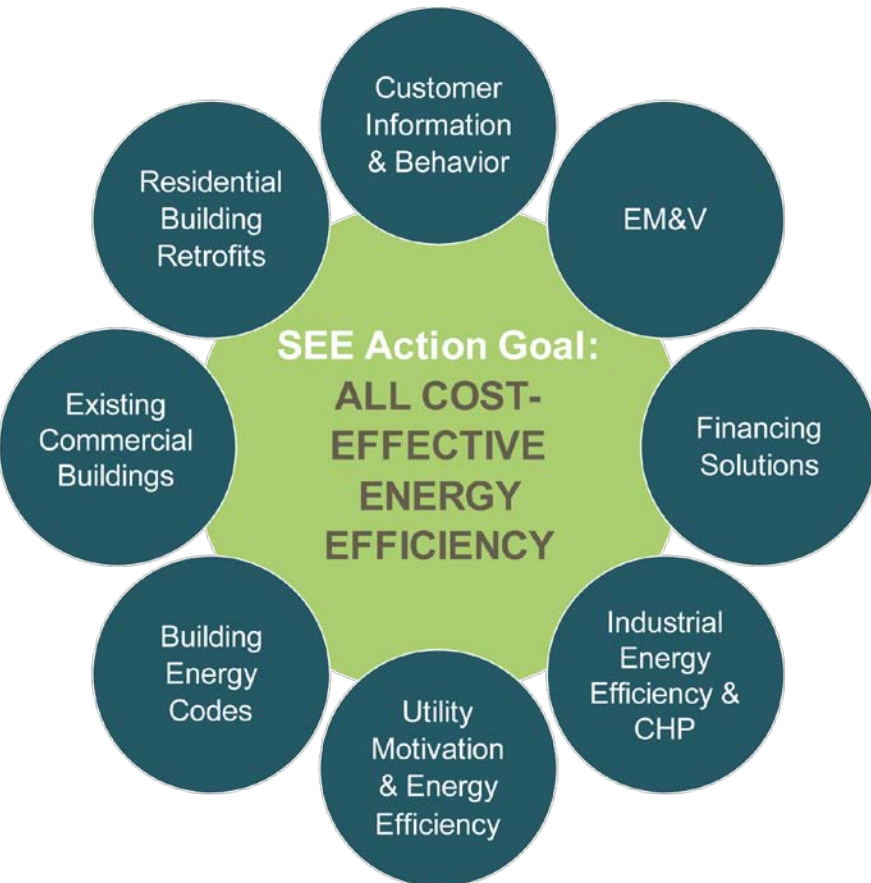 Customer
Information
& Behavior
EM&V
Financing
Solutions
Industrial
Energy
Efficiency &
CHP
Utility
Motivation
& Energy
Efficiency
Building
Energy
Codes
Existing
Commercial
Buildings
Residential
Building
Retrofits
SEE Action Goal:
ALL COST-
EFFECTIVE
ENERGY
EFFICIENCY